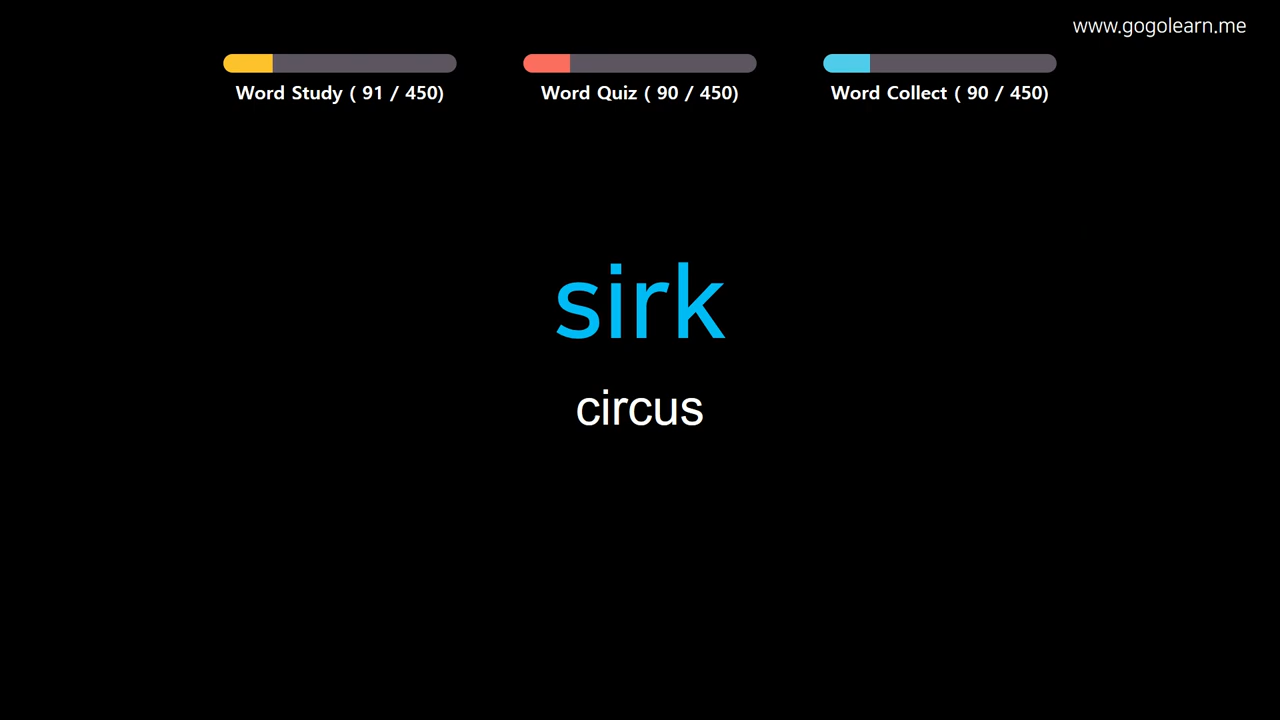 www.gogolearn.me
Word Study ( 91 / 450)
Word Quiz ( 90 / 450)
Word Collect ( 90 / 450)
sirk
circus